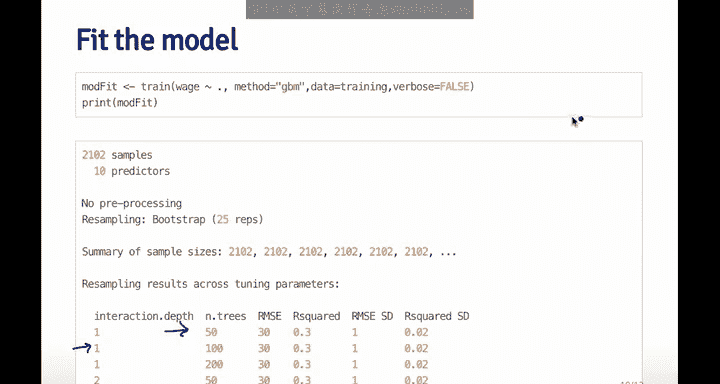 Fit the model
modFit <- train(wage ~ ., method="gbm",data=training,verbose=FALSE)
print(modFit)
2102 samples
10 predictors
No pre-processing
Resampling: Bootstrap (25 reps)
Summary of sample sizes: 2102, 2102, 2102, 2102, 2102, 2102, ...
Resampling results across tuning parameters:
interaction.depth n.trees RMSE Rsquared RMSE SD Rsquared SD
1 50 30 0.3 1 0.02
1 100 30 0.3 1 0.02
1 200 30 0.3 1 0.02
2 50 30 0.3 1 0.02